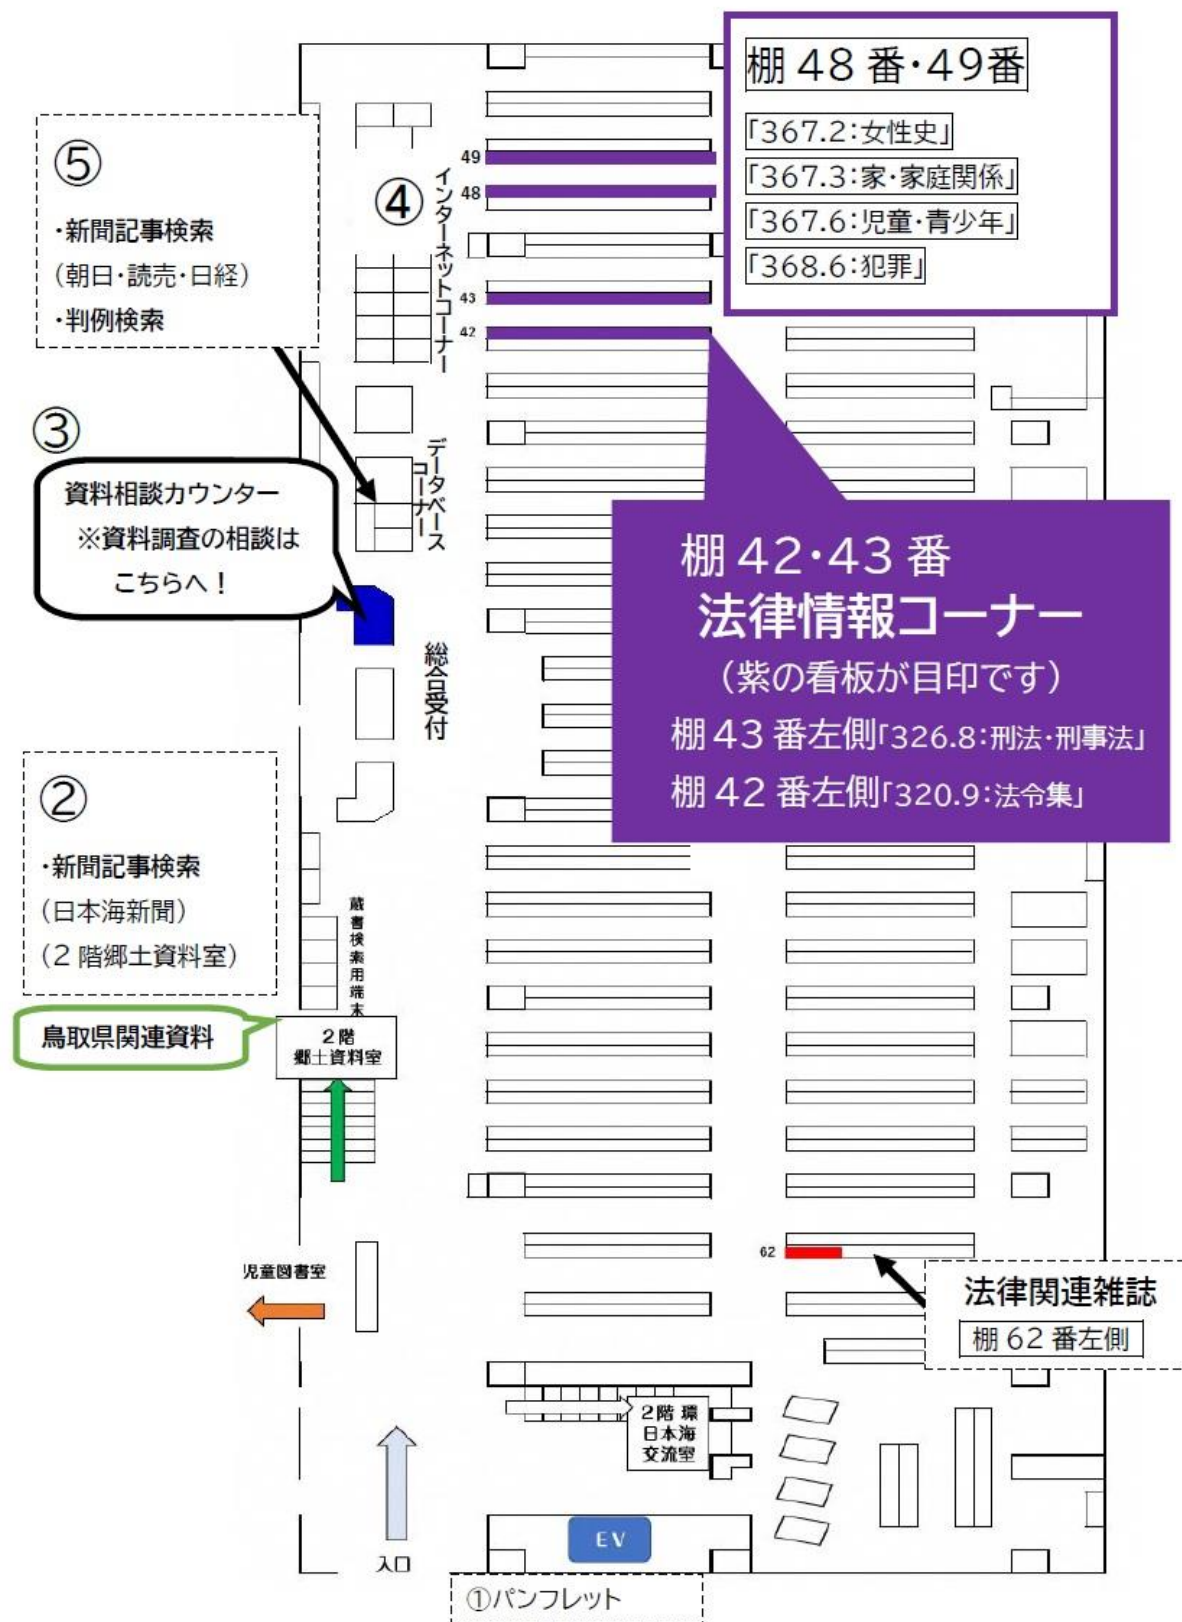 棚 48 番・49番
「367.2：女性史」
「367.3：家・家庭関係」
「367.6：児童・青少年」
「368.6：犯罪」
⑤
・新聞記事検索
（朝日・読売・日経）
・判例検索
④
インターネットコーナー
49
48
43
42
③
資料相談カウンター
※資料調査の相談は
こちらへ！
データベース
コーナー
棚 42・43 番
法律情報コーナー
（紫の看板が目印です）
棚 43 番左側「326.8：刑法・刑事法」
棚 42 番左側「320.9：法令集」
総合受付
②
・新聞記事検索
（日本海新聞）
（2 階郷土資料室）
蔵書検索用端末
鳥取県関連資料
2階
郷土資料室
62
児童図書室
法律関連雑誌
棚 62 番左側
2階 環
日本海
交流室
入口
EV
①パンフレット